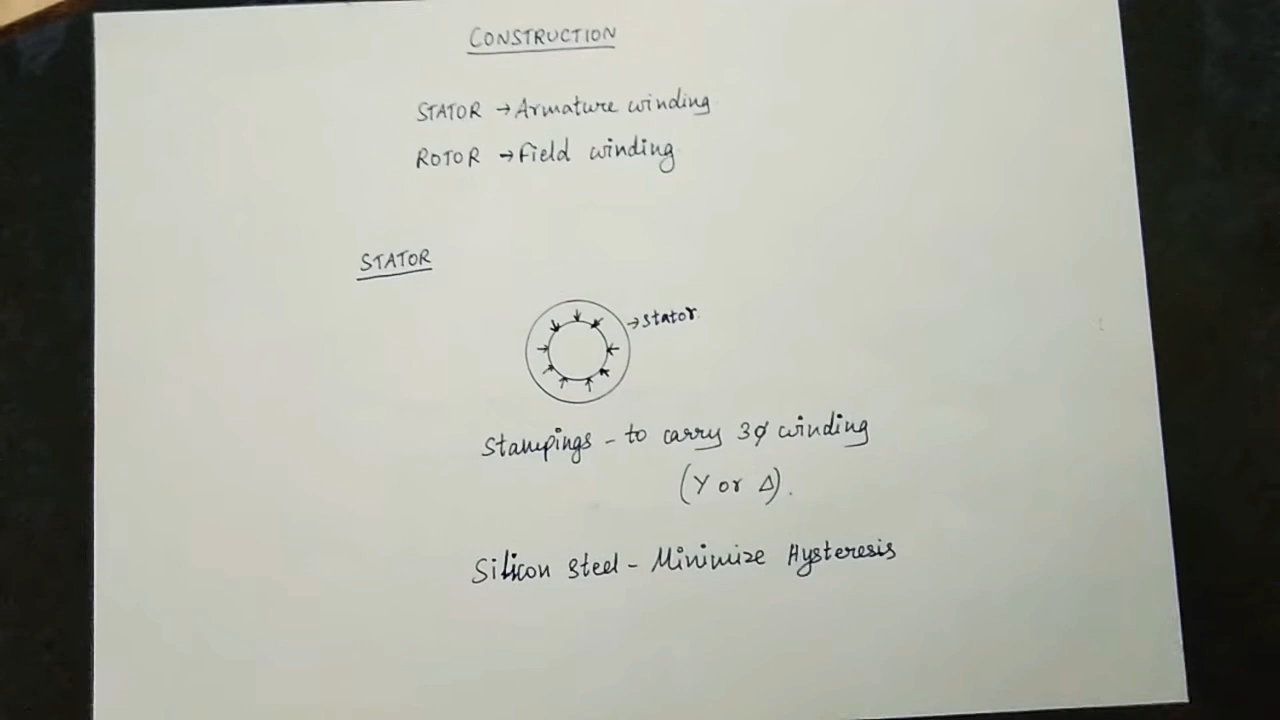 CONSTRUCTION
STATOR → Armature winding
ROTOR → Field winding
STATOR
→ Stator
Stampings - to carry 3φ winding
(Y or Δ).
Silicon steel - Minimize Hysteresis